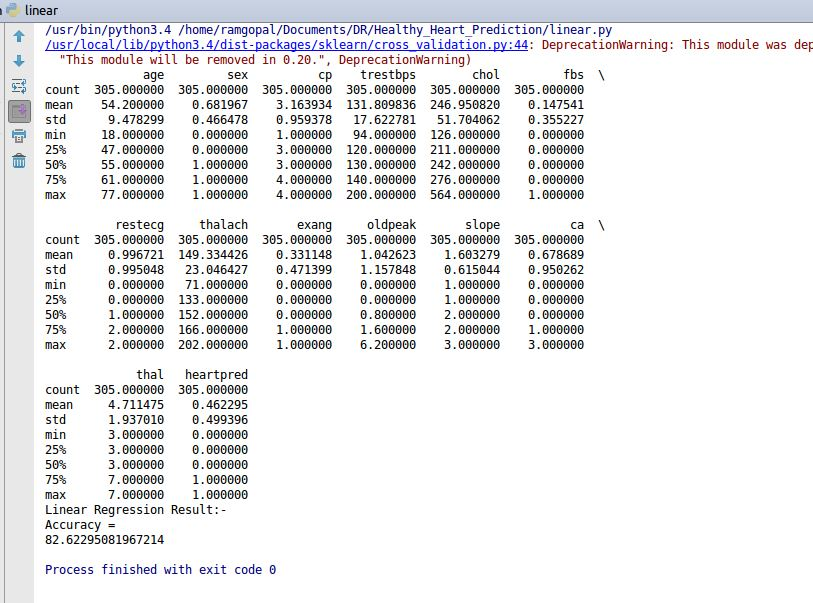 linear
/usr/bin/python3.4 /home/ramgopal/Documents/DR/Healthy_Heart_Prediction/linear.py
/usr/local/lib/python3.4/dist-packages/sklearn/cross_validation.py:44: DeprecationWarning: This module was dep
  "This module will be removed in 0.20.", DeprecationWarning)
              age         sex          cp    trestbps        chol         fbs  \
count  305.000000  305.000000  305.000000  305.000000  305.000000  305.000000
mean    54.200000    0.681967    3.163934  131.809836  246.950820    0.147541
std      9.478299    0.466478    0.959378   17.622781   51.704062    0.355227
min     18.000000    0.000000    1.000000   94.000000  126.000000    0.000000
25%     47.000000    0.000000    3.000000  120.000000  211.000000    0.000000
50%     55.000000    1.000000    3.000000  130.000000  242.000000    0.000000
75%     61.000000    1.000000    4.000000  140.000000  276.000000    0.000000
max     77.000000    1.000000    4.000000  200.000000  564.000000    1.000000
          restecg     thalach       exang     oldpeak       slope          ca  \
count  305.000000  305.000000  305.000000  305.000000  305.000000  305.000000
mean     0.996721  149.334426    0.331148    1.042623    1.603279    0.678689
std      0.995048   23.046427    0.471399    1.157848    0.615044    0.950262
min      0.000000   71.000000    0.000000    0.000000    1.000000    0.000000
25%      0.000000  133.000000    0.000000    0.000000    1.000000    0.000000
50%      1.000000  152.000000    0.000000    0.800000    2.000000    0.000000
75%      2.000000  166.000000    1.000000    1.600000    2.000000    1.000000
max      2.000000  202.000000    1.000000    6.200000    3.000000    3.000000
             thal   heartpred
count  305.000000  305.000000
mean     4.711475    0.462295
std      1.937010    0.499396
min      3.000000    0.000000
25%      3.000000    0.000000
50%      3.000000    0.000000
75%      7.000000    1.000000
max      7.000000    1.000000
Linear Regression Result:-
Accuracy =
82.62295081967214
Process finished with exit code 0